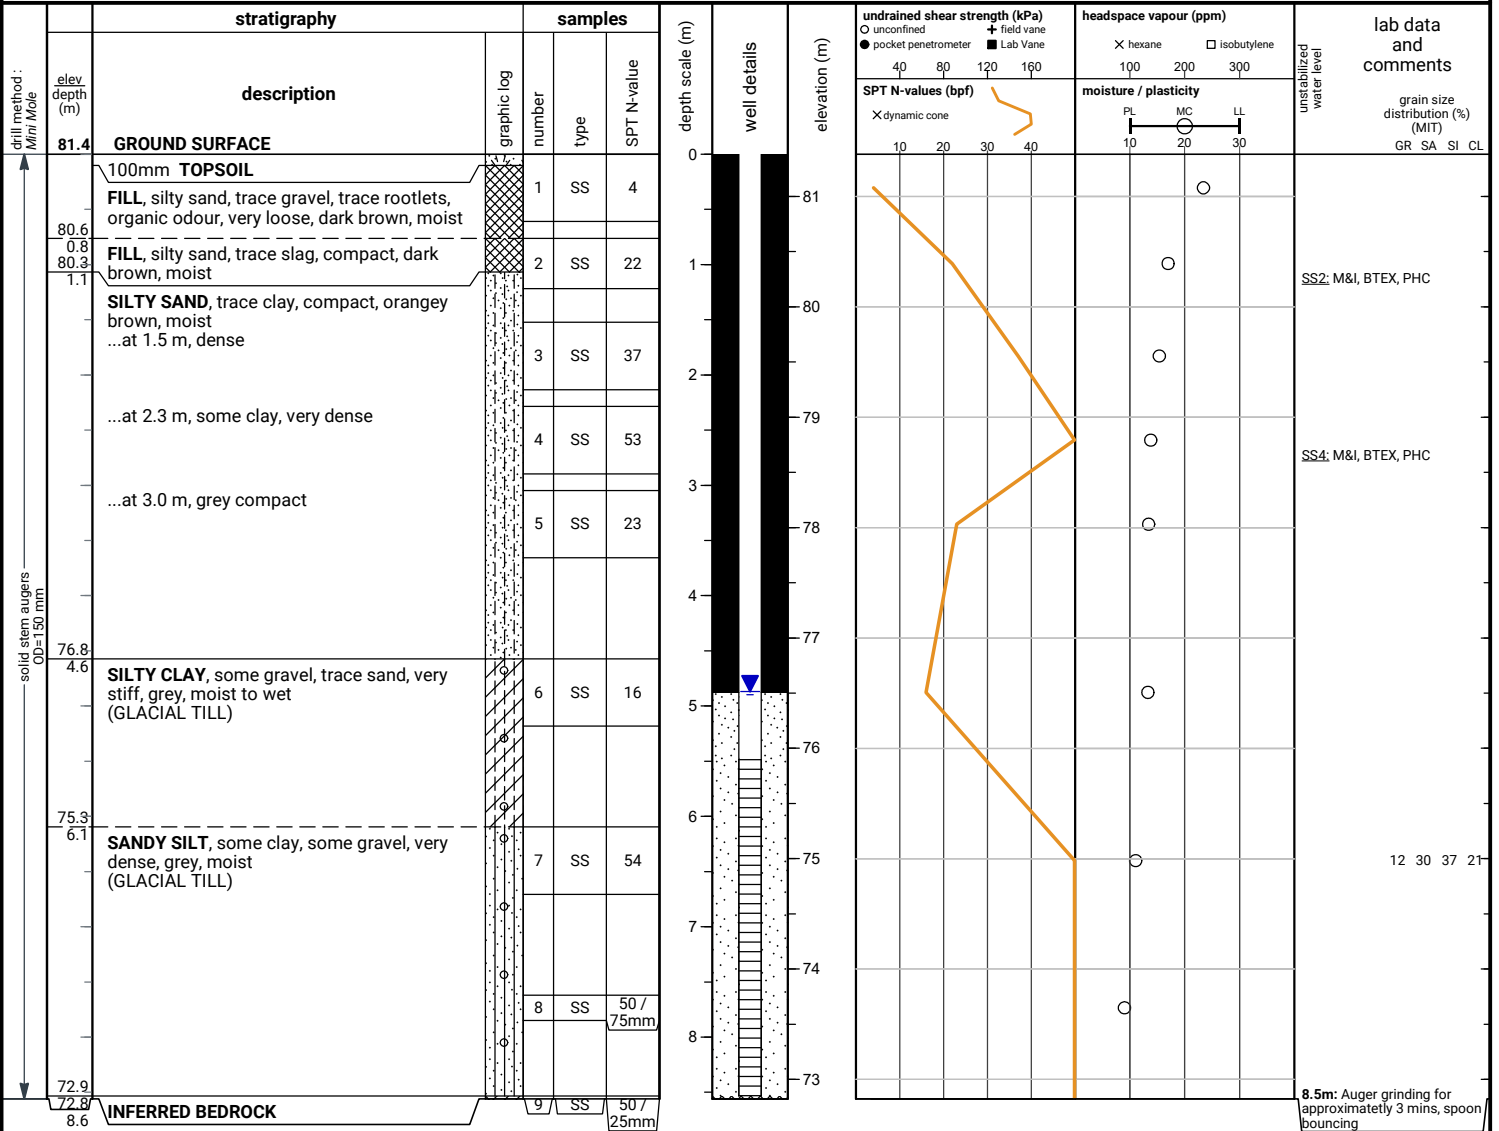 stratigraphy
samples
drill method :
Mini Mole
elev
depth
(m)
description
graphic log
number
type
SPT N-value
depth scale (m)
well details
elevation (m)
undrained shear strength (kPa)
unconfined
field vane
pocket penetrometer
Lab Vane
40 80 120 160
SPT N-values (bpf)
dynamic cone
10 20 30 40
headspace vapour (ppm)
hexane
isobutylene
100 200 300
moisture / plasticity
PL MC LL
10 20 30
unstabilized
water level
lab data
and
comments
grain size
distribution (%)
(MIT)
GR SA SI CL
81.4 GROUND SURFACE
100mm TOPSOIL
FILL, silty sand, trace gravel, trace rootlets,
organic odour, very loose, dark brown, moist
1 SS 4
80.6
0.8
FILL, silty sand, trace slag, compact, dark
brown, moist
80.3
1.1
2 SS 22
SS2: M&I, BTEX, PHC
SILTY SAND, trace clay, compact, orangey
brown, moist
...at 1.5 m, dense
3 SS 37
...at 2.3 m, some clay, very dense
4 SS 53
SS4: M&I, BTEX, PHC
...at 3.0 m, grey compact
5 SS 23
76.8
4.6
SILTY CLAY, some gravel, trace sand, very
stiff, grey, moist to wet
(GLACIAL TILL)
6 SS 16
75.3
6.1
SANDY SILT, some clay, some gravel, very
dense, grey, moist
(GLACIAL TILL)
7 SS 54
12 30 37 21
8 SS 50 /
75mm
72.9
72.8
8.6
INFERRED BEDROCK
9 SS 50 /
25mm
8.5m: Auger grinding for
approximatetly 3 mins, spoon
bouncing
solid stem augers
OD=150 mm
0
1
2
3
4
5
6
7
8
81
80
79
78
77
76
75
74
73